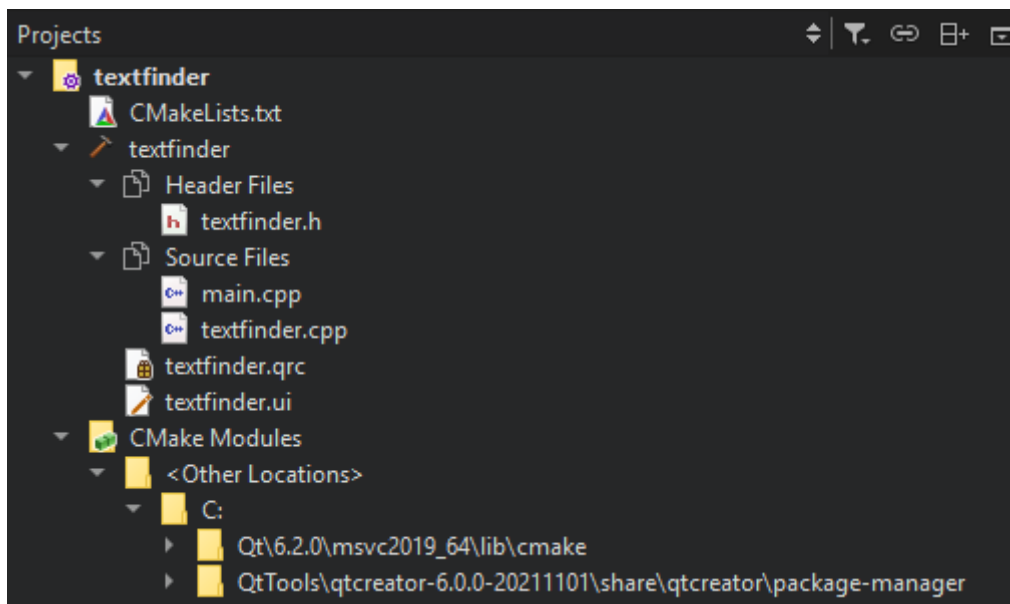 Projects
textfinder
CMakeLists.txt
textfinder
Header Files
h textfinder.h
Source Files
C++ main.cpp
C++ textfinder.cpp
textfinder.qrc
textfinder.ui
CMake Modules
<Other Locations>
C:
Qt\6.2.0\msvc2019_64\lib\cmake
QtTools\qtcreator-6.0.0-20211101\share\qtcreator\package-manager